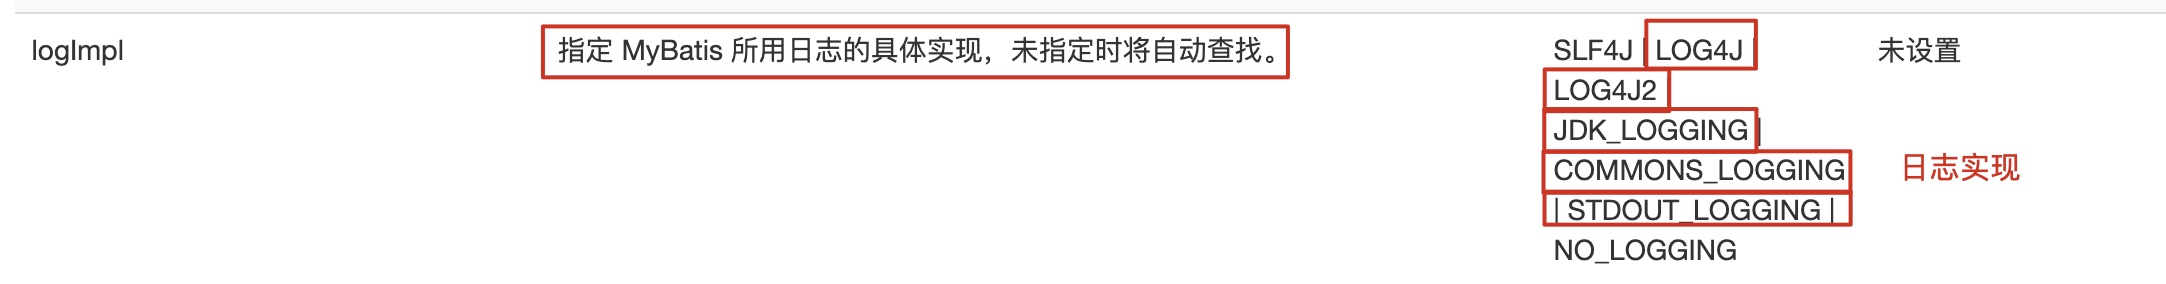 logImpl 指定 MyBatis 所用日志的具体实现，未指定时将自动查找。 SLF4J | LOG4J | 未设置
LOG4J2
JDK_LOGGING |
COMMONS_LOGGING
日志实现
| STDOUT_LOGGING |
NO_LOGGING